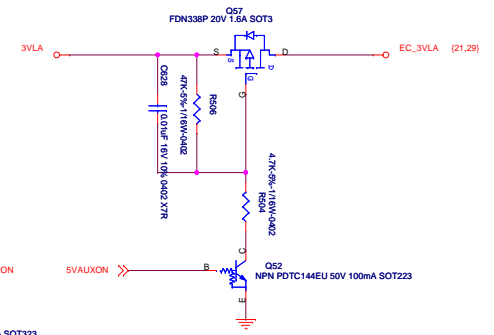 Q57
FDN338P 20V 1.6A SOT3
3VLA
S
D
EC_3VLA {21,29}
S
D
G
G
C628
0.01uF 16V 10% 0402 X7R
R506
47K-5%-1/16W-0402
4.7K-5%-1/16W-0402
R504
C
Q52
NPN PDTC144EU 50V 100mA SOT223
ON
5VAUXON
B
E
SOT323